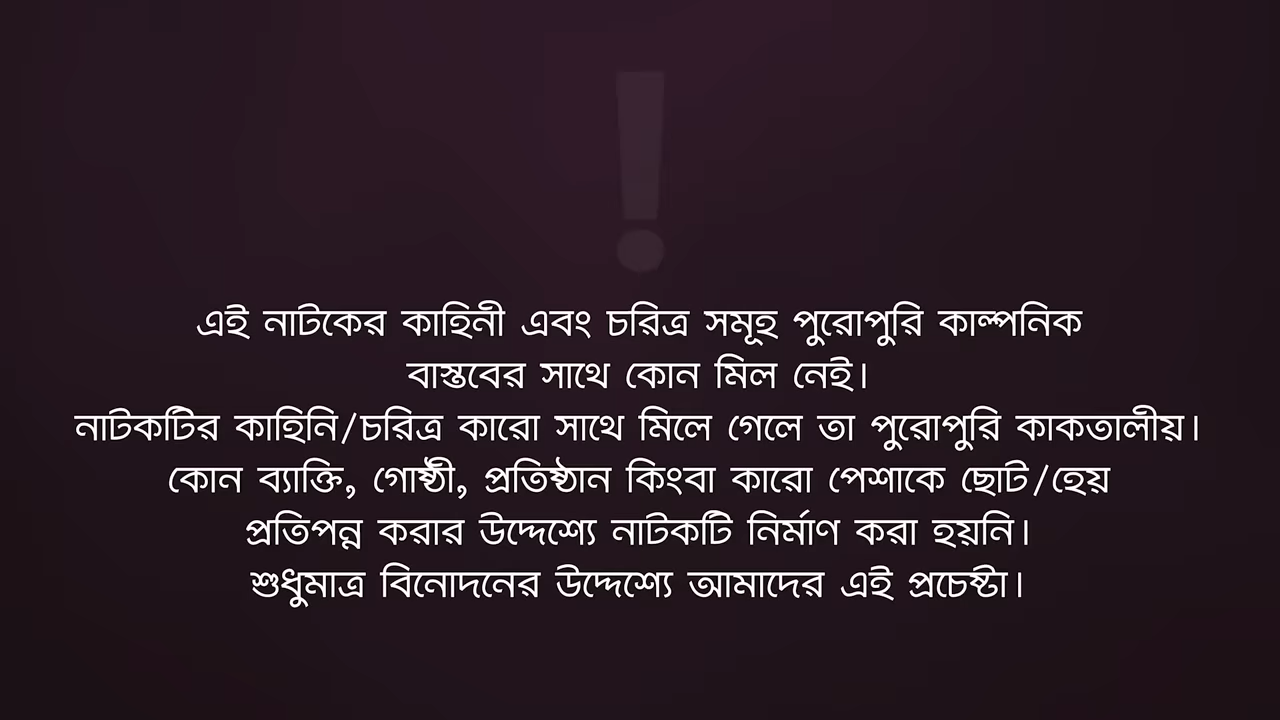 এই নাটকের কাহিনী এবং চরিত্র সমূহ পুরোপুরি কাল্পনিক
বাস্তবের সাথে কোন মিল নেই।
নাটকটির কাহিনি/চরিত্র কারো সাথে মিলে গেলে তা পুরোপুরি কাকতালীয়।
কোন ব্যাক্তি, গোষ্ঠী, প্রতিষ্ঠান কিংবা কারো পেশাকে ছোট/হেয়
প্রতিপন্ন করার উদ্দেশ্যে নাটকটি নির্মাণ করা হয়নি।
শুধুমাত্র বিনোদনের উদ্দেশ্যে আমাদের এই প্রচেষ্টা।